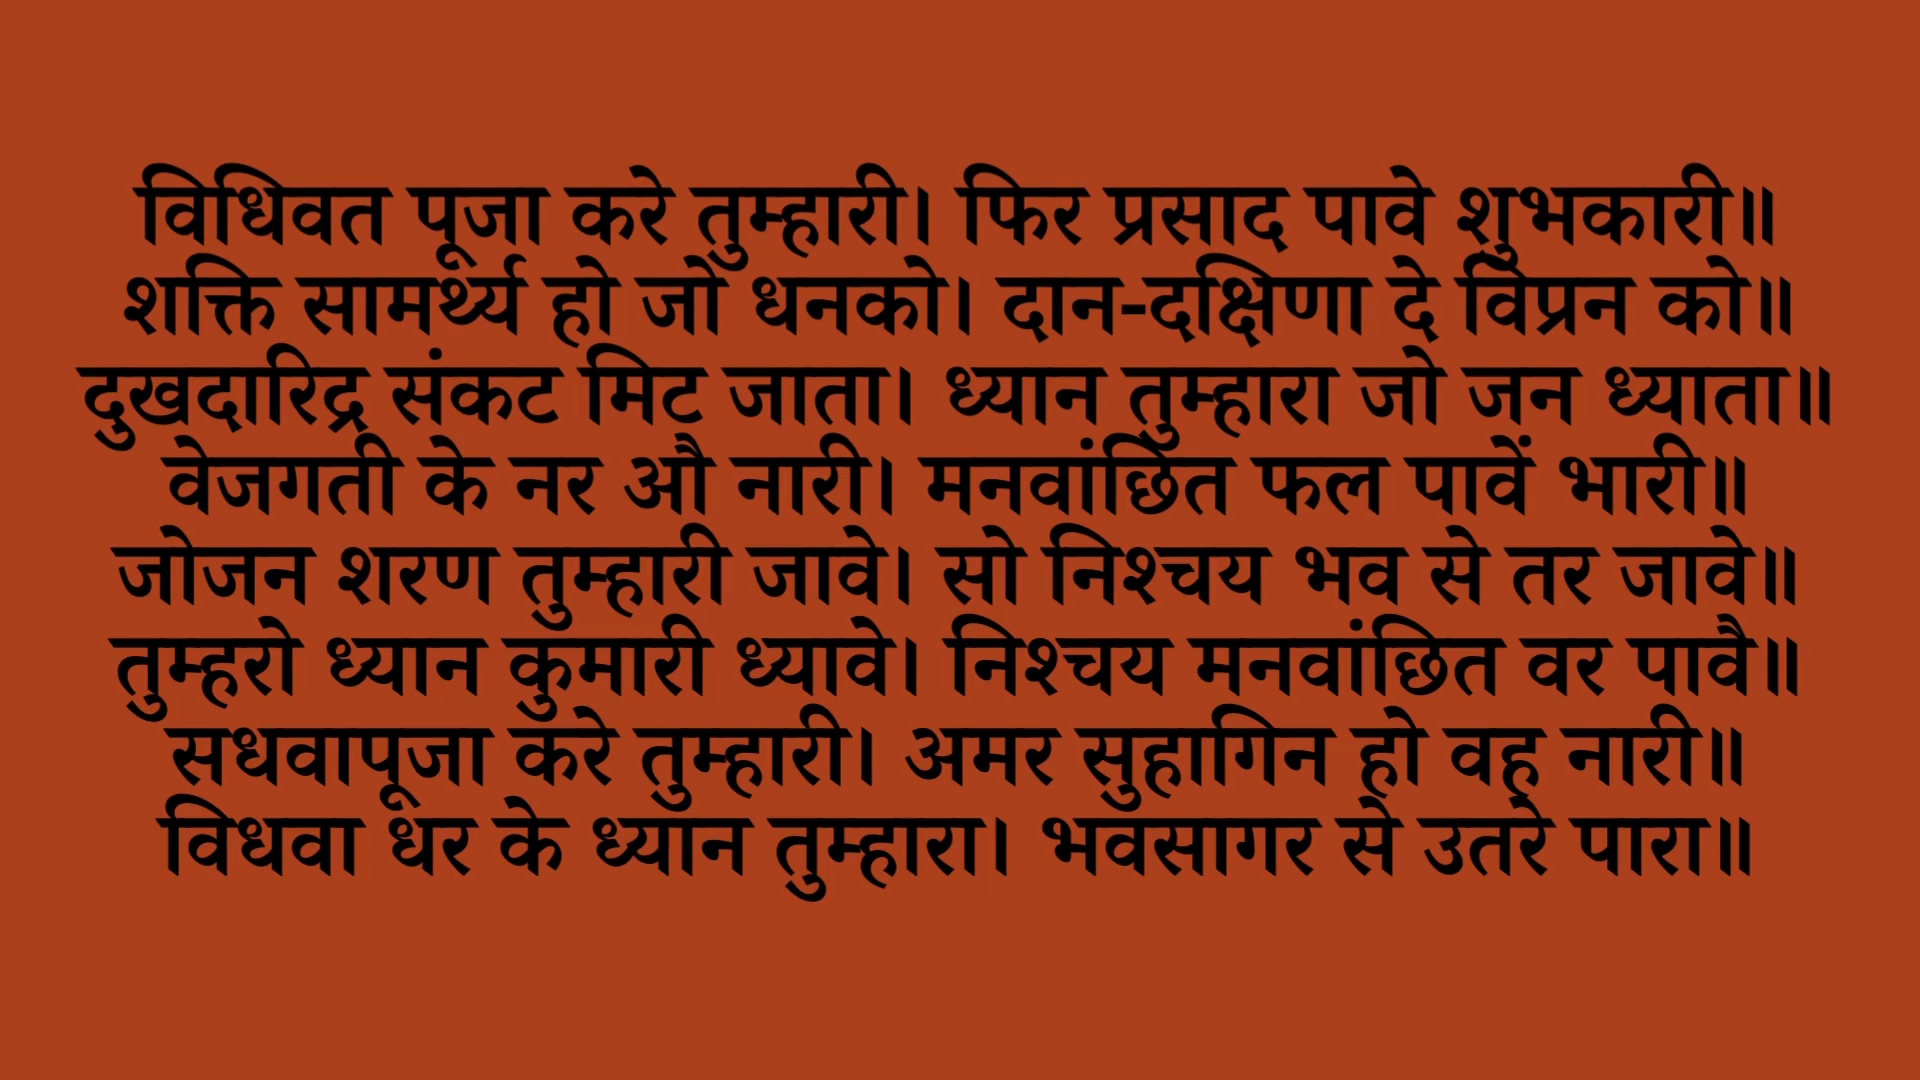 विधिवत पूजा करे तुम्हारी। फिर प्रसाद पावे शुभकारी॥
शक्ति सामर्थ्य हो जो धनको। दान-दक्षिणा दे विप्रन को॥
दुखदारिद्र संकट मिट जाता। ध्यान तुम्हारा जो जन ध्याता॥
वेजगती के नर औ नारी। मनवांछित फल पावें भारी॥
जोजन शरण तुम्हारी जावे। सो निश्चय भव से तर जावे॥
तुम्हरो ध्यान कुमारी ध्यावे। निश्चय मनवांछित वर पावै॥
सधवापूजा करे तुम्हारी। अमर सुहागिन हो वह नारी॥
विधवा धर के ध्यान तुम्हारा। भवसागर से उतरे पारा॥